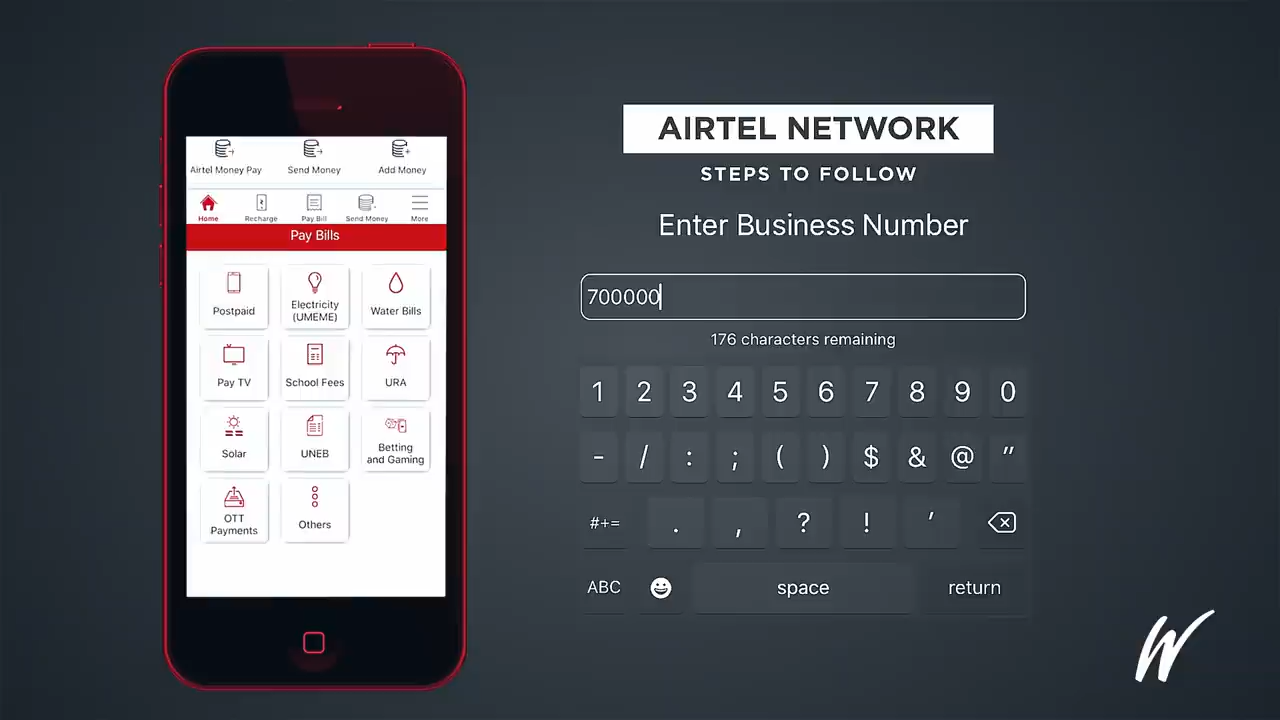 Airtel Money Pay
Send Money
Add Money
Home
Recharge
Pay Bill
Send Money
More
Pay Bills
Postpaid
Electricity
(UMEME)
Water Bills
Pay TV
School Fees
URA
Solar
UNEB
Betting
and Gaming
OTT
Payments
Others
AIRTEL NETWORK
STEPS TO FOLLOW
Enter Business Number
700000
176 characters remaining
1 2 3 4 5 6 7 8 9 0
- / : ; ( ) $ & @ "
#+= . , ? ! '
ABC space return
W